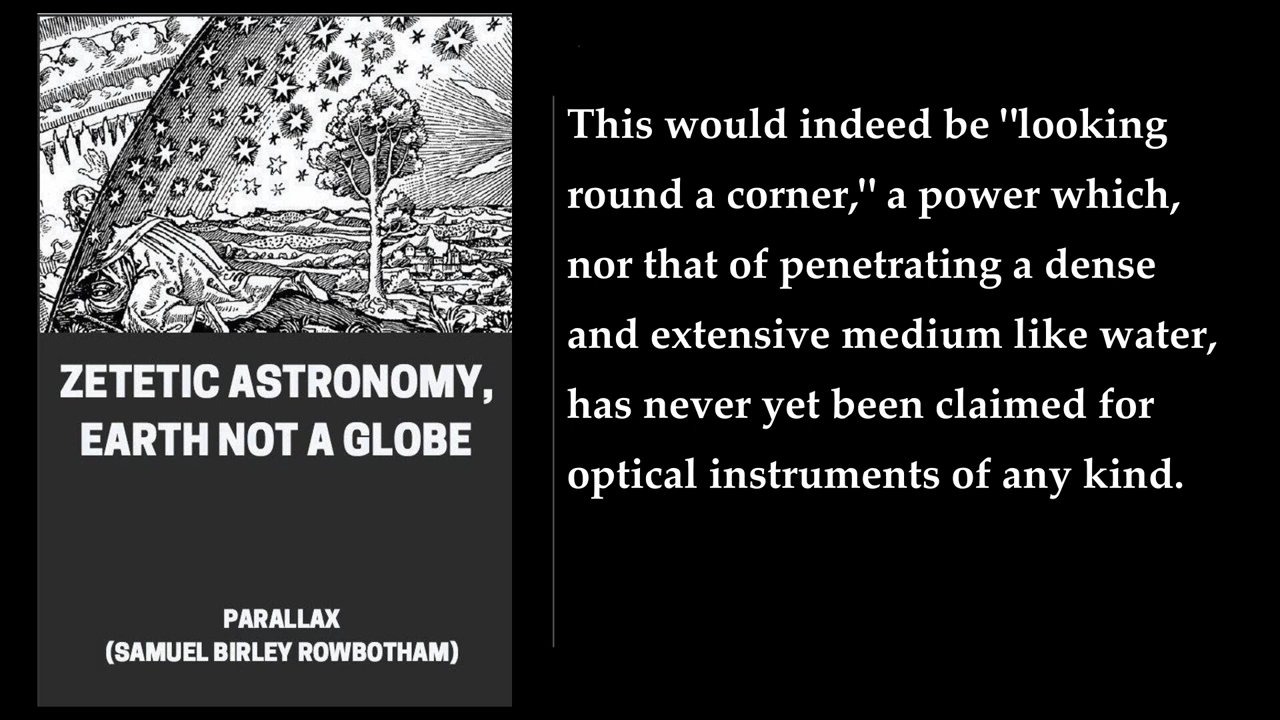 ZETETIC ASTRONOMY,
EARTH NOT A GLOBE
PARALLAX
(SAMUEL BIRLEY ROWBOTHAM)
This would indeed be "looking
round a corner," a power which,
nor that of penetrating a dense
and extensive medium like water,
has never yet been claimed for
optical instruments of any kind.